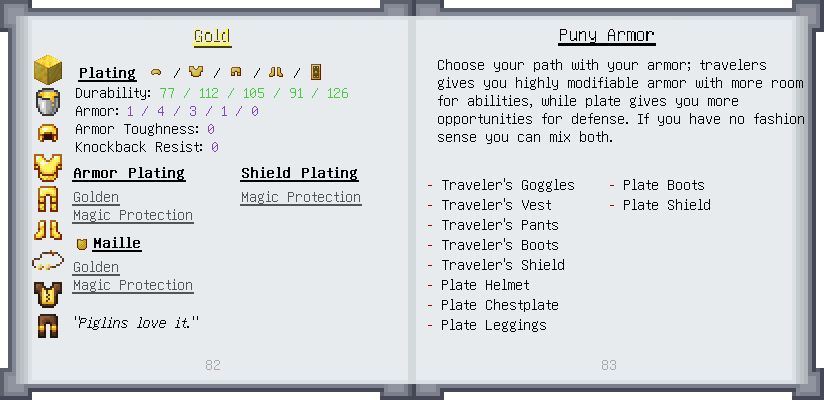 Gold
Plating / / / /
Durability: 77 / 112 / 105 / 91 / 126
Armor: 1 / 4 / 3 / 1 / 0
Armor Toughness: 0
Knockback Resist: 0
Armor Plating
Golden
Magic Protection
Shield Plating
Magic Protection
Maille
Golden
Magic Protection
"Piglins love it."
82
Puny Armor
Choose your path with your armor; travelers
gives you highly modifiable armor with more room
for abilities, while plate gives you more
opportunities for defense. If you have no fashion
sense you can mix both.
- Traveler's Goggles
- Traveler's Vest
- Traveler's Pants
- Traveler's Boots
- Traveler's Shield
- Plate Helmet
- Plate Chestplate
- Plate Leggings
- Plate Boots
- Plate Shield
83